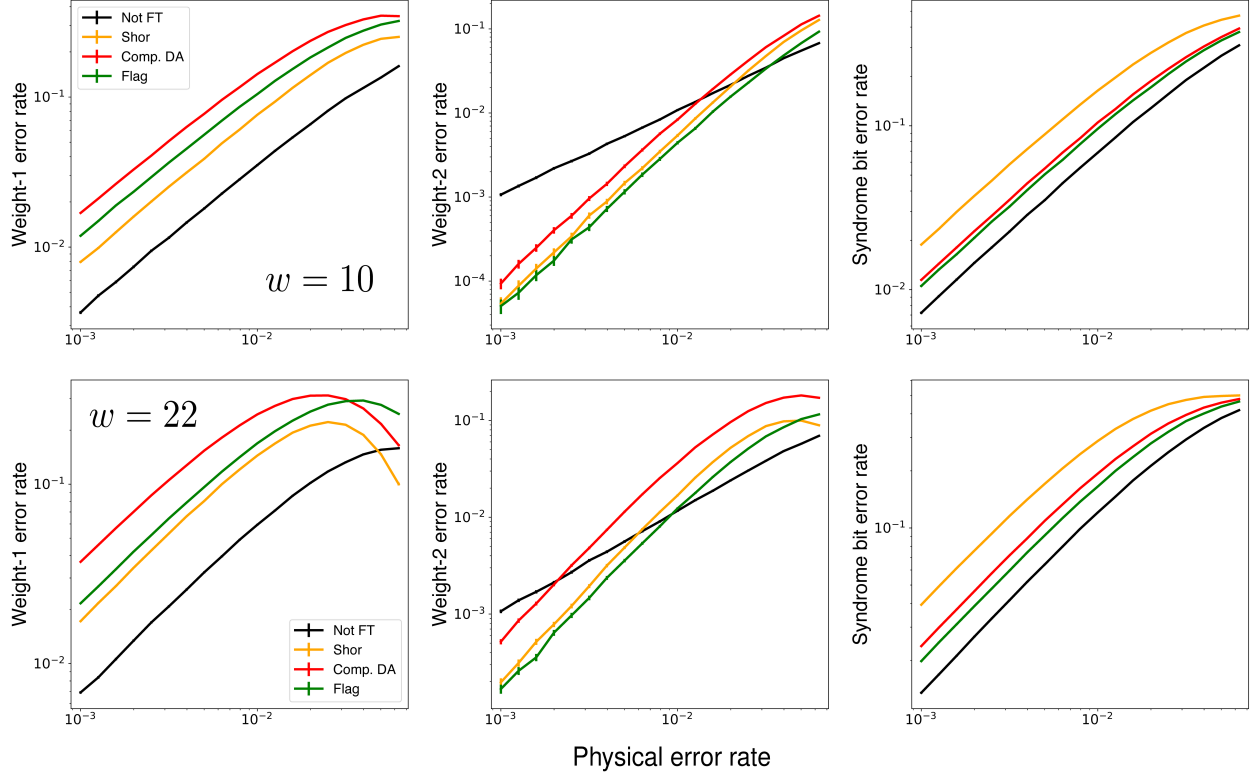 Not FT
Shor
Comp. DA
Flag
Weight-1 error rate
10⁻¹
10⁻²
w = 10
10⁻³
10⁻²
Weight-2 error rate
10⁻¹
10⁻²
10⁻³
10⁻⁴
10⁻³
10⁻²
Syndrome bit error rate
10⁻¹
10⁻²
10⁻³
10⁻²
w = 22
Weight-1 error rate
10⁻¹
10⁻²
Not FT
Shor
Comp. DA
Flag
10⁻³
10⁻²
Weight-2 error rate
10⁻¹
10⁻²
10⁻³
10⁻³
10⁻²
Syndrome bit error rate
10⁻¹
10⁻³
10⁻²
Physical error rate